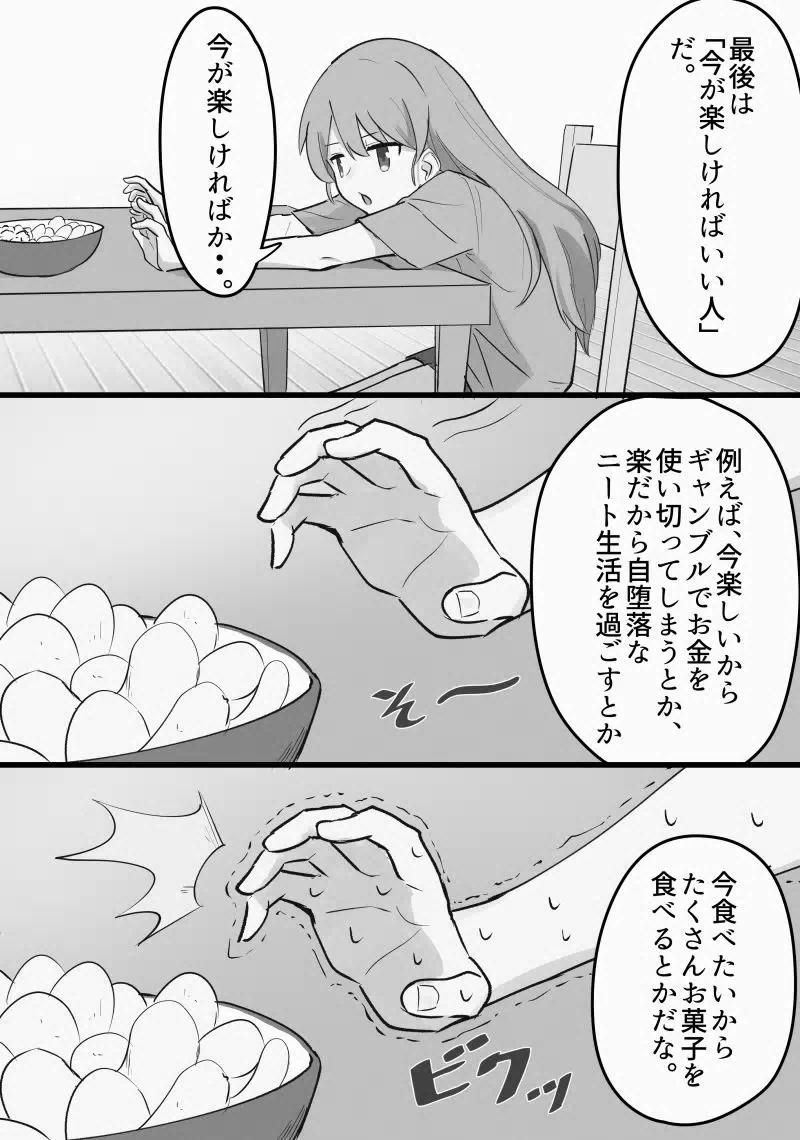 最後は
「今が楽しければいい人」
だ。
今が楽しければか・・。
例えば、今楽しいから
ギャンブルでお金を
使い切ってしまうとか、
楽だから自堕落な
ニート生活を過ごすとか
そ〜
今食べたいから
たくさんお菓子を
食べるとかだな。
ビクッ